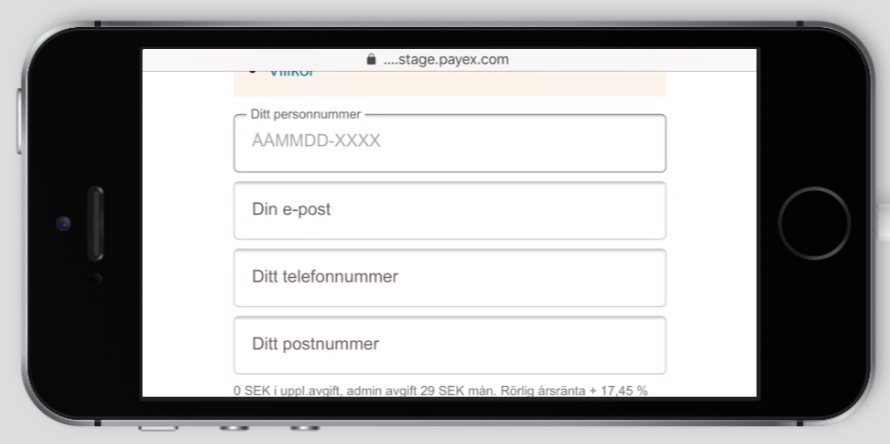 ....stage.payex.com
Villkor
Ditt personnummer
ÅÅMMDD-XXXX
Din e-post
Ditt telefonnummer
Ditt postnummer
0 SEK i uppl.avgift, admin avgift 29 SEK mån. Rörlig årsränta + 17,45 %